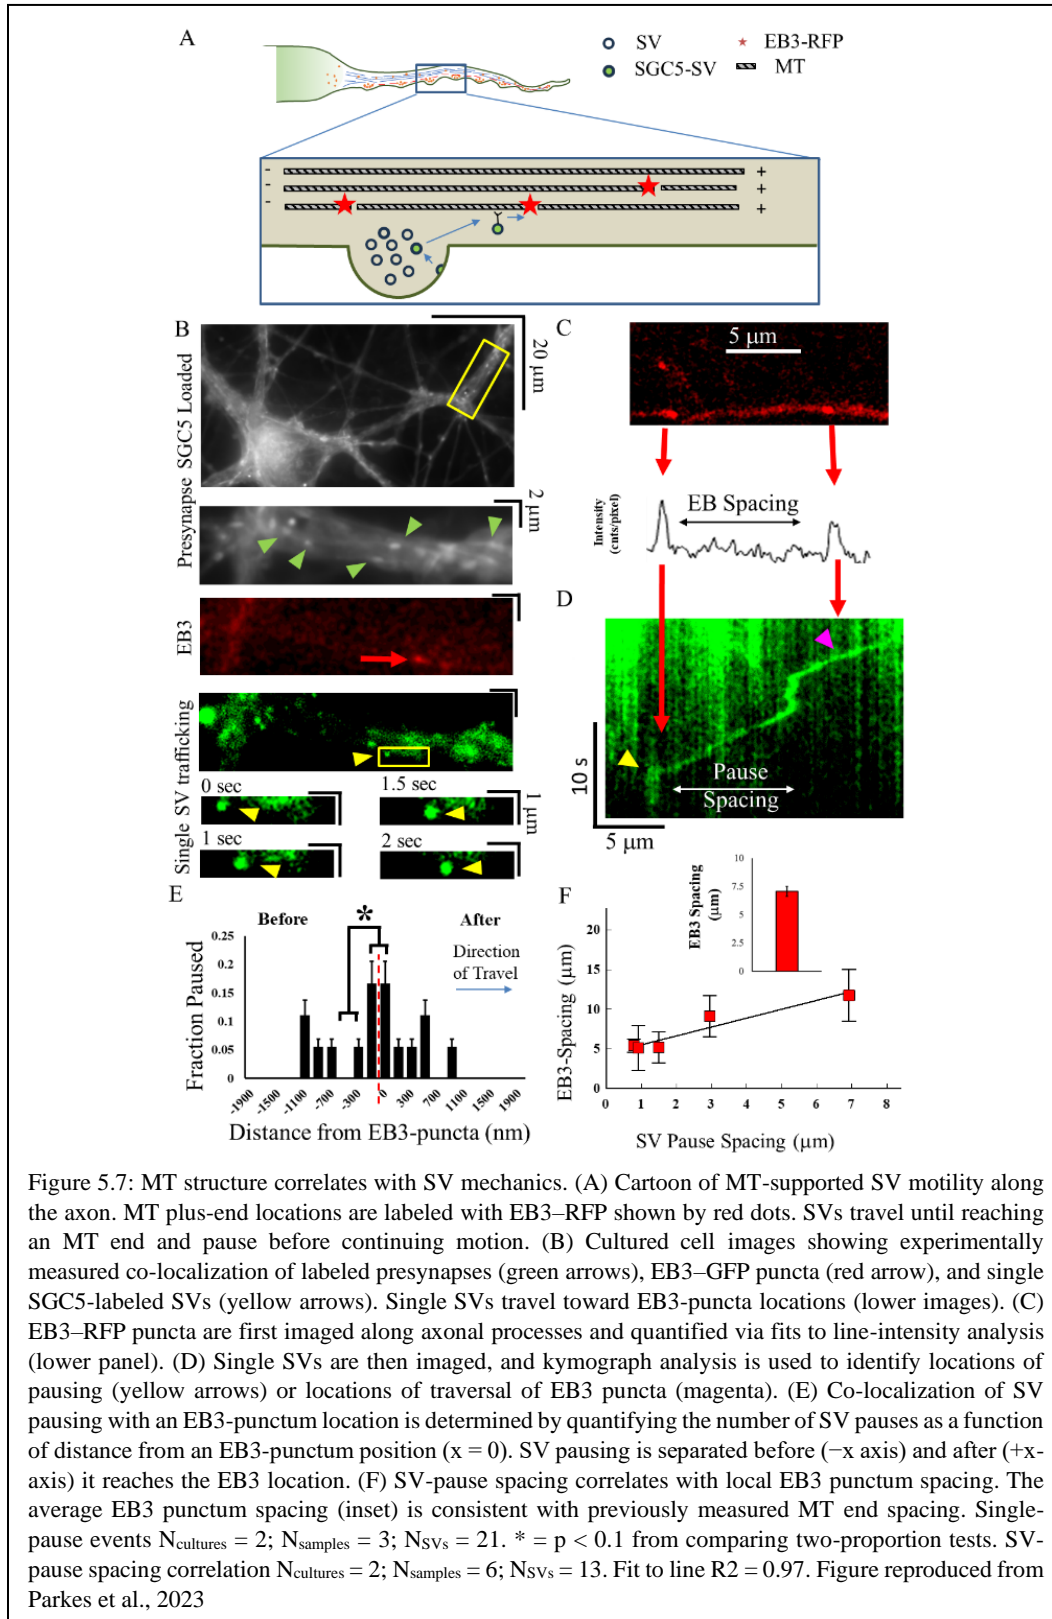 A
SV
EB3-RFP
SGC5-SV
MT
-
+
-
+
-
+
B
SGC5 Loaded
20 μm
Presynapse
2 μm
EB3
Single SV trafficking
0 sec
1.5 sec
1 sec
2 sec
1 μm
C
5 μm
Intensity
(cnts/pixel)
EB Spacing
D
Pause
Spacing
10 s
5 μm
E
Before
*
After
Direction
of Travel
Fraction Paused
0.25
0.2
0.15
0.1
0.05
0
-1900
-1500
-1100
-700
-300
0
300
700
1100
1500
1900
Distance from EB3-puncta (nm)
F
EB3 Spacing
(μm)
10
7.5
5
2.5
0
EB3-Spacing (μm)
20
15
10
5
0
0 1 2 3 4 5 6 7 8
SV Pause Spacing (μm)
Figure 5.7: MT structure correlates with SV mechanics. (A) Cartoon of MT-supported SV motility along
the axon. MT plus-end locations are labeled with EB3–RFP shown by red dots. SVs travel until reaching
an MT end and pause before continuing motion. (B) Cultured cell images showing experimentally
measured co-localization of labeled presynapses (green arrows), EB3–GFP puncta (red arrow), and single
SGC5-labeled SVs (yellow arrows). Single SVs travel toward EB3-puncta locations (lower images). (C)
EB3–RFP puncta are first imaged along axonal processes and quantified via fits to line-intensity analysis
(lower panel). (D) Single SVs are then imaged, and kymograph analysis is used to identify locations of
pausing (yellow arrows) or locations of traversal of EB3 puncta (magenta). (E) Co-localization of SV
pausing with an EB3-punctum location is determined by quantifying the number of SV pauses as a function
of distance from an EB3-punctum position (x = 0). SV pausing is separated before (−x axis) and after (+x-
axis) it reaches the EB3 location. (F) SV-pause spacing correlates with local EB3 punctum spacing. The
average EB3 punctum spacing (inset) is consistent with previously measured MT end spacing. Single-
pause events Ncultures = 2; Nsamples = 3; NSVs = 21. * = p < 0.1 from comparing two-proportion tests. SV-
pause spacing correlation Ncultures = 2; Nsamples = 6; NSVs = 13. Fit to line R2 = 0.97. Figure reproduced from
Parkes et al., 2023